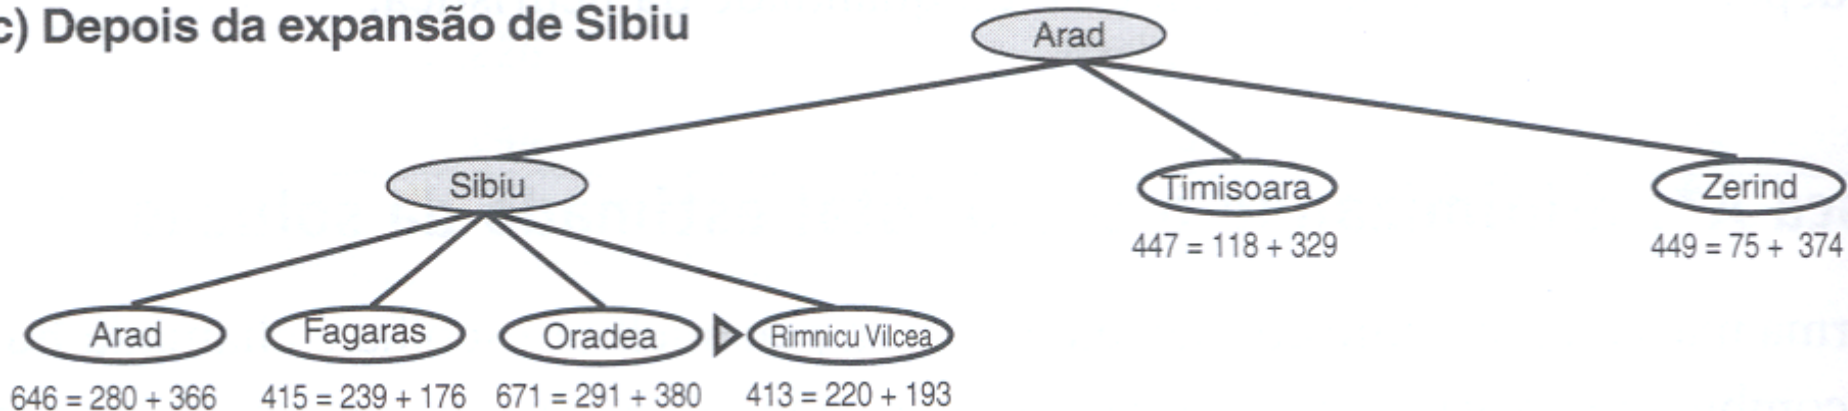 c) Depois da expansão de Sibiu
Arad
Sibiu
Timisoara
Zerind
447 = 118 + 329
449 = 75 + 374
Arad
Fagaras
Oradea
Rimnicu Vilcea
646 = 280 + 366
415 = 239 + 176
671 = 291 + 380
413 = 220 + 193